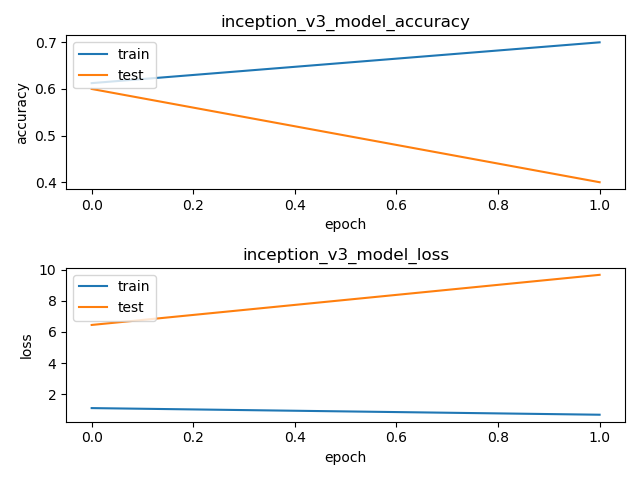 inception_v3_model_accuracy
0.7
0.6
0.5
0.4
accuracy
train
test
0.0 0.2 0.4 0.6 0.8 1.0
epoch
inception_v3_model_loss
10
8
6
4
2
loss
train
test
0.0 0.2 0.4 0.6 0.8 1.0
epoch